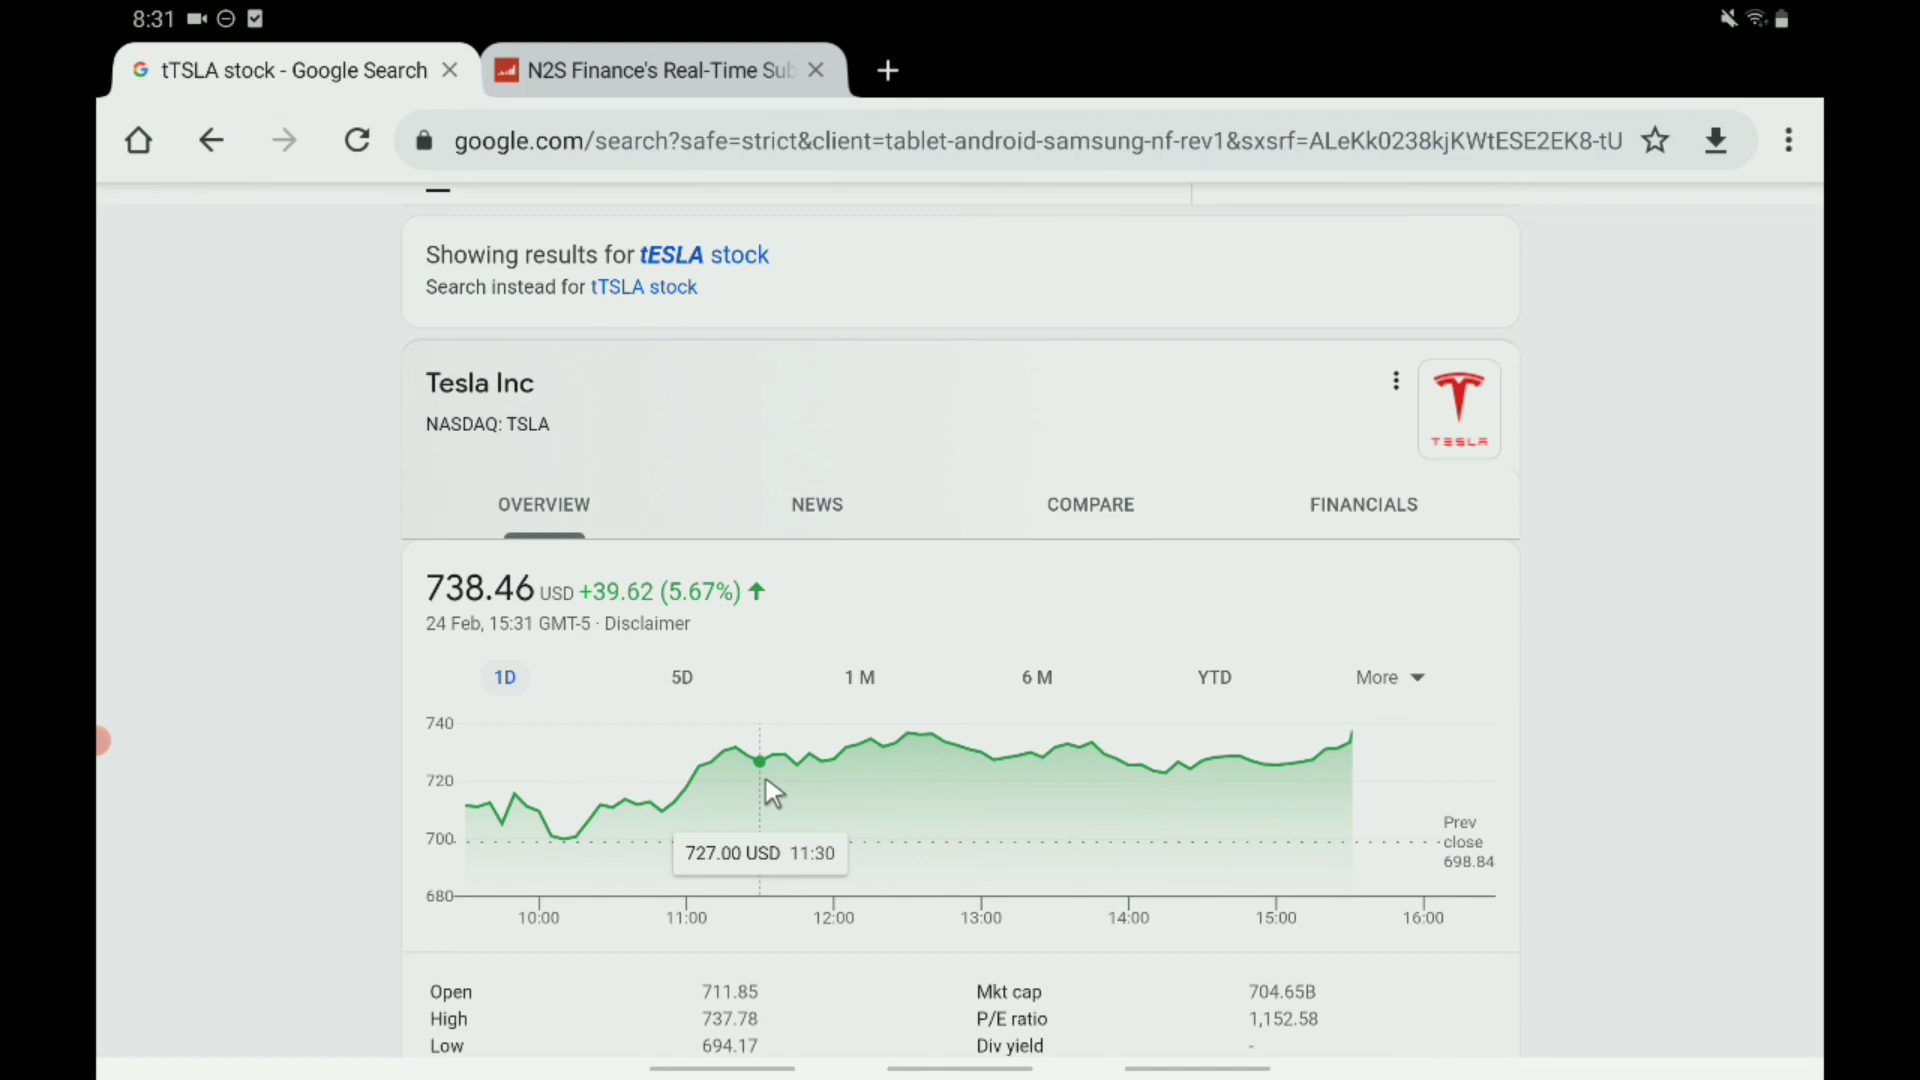 8:31
tTSLA stock - Google Search
N2S Finance's Real-Time Sub
google.com/search?safe=strict&client=tablet-android-samsung-nf-rev1&sxsrf=ALeKk0238kjKWtESE2EK8-tU
Showing results for tESLA stock
Search instead for tTSLA stock
Tesla Inc
NASDAQ: TSLA
TESLA
OVERVIEW NEWS COMPARE FINANCIALS
738.46 USD +39.62 (5.67%)
24 Feb, 15:31 GMT-5 · Disclaimer
1D 5D 1 M 6 M YTD More
740
720
700
680
727.00 USD 11:30
Prev
close
698.84
10:00 11:00 12:00 13:00 14:00 15:00 16:00
Open 711.85 Mkt cap 704.65B
High 737.78 P/E ratio 1,152.58
Low 694.17 Div yield -